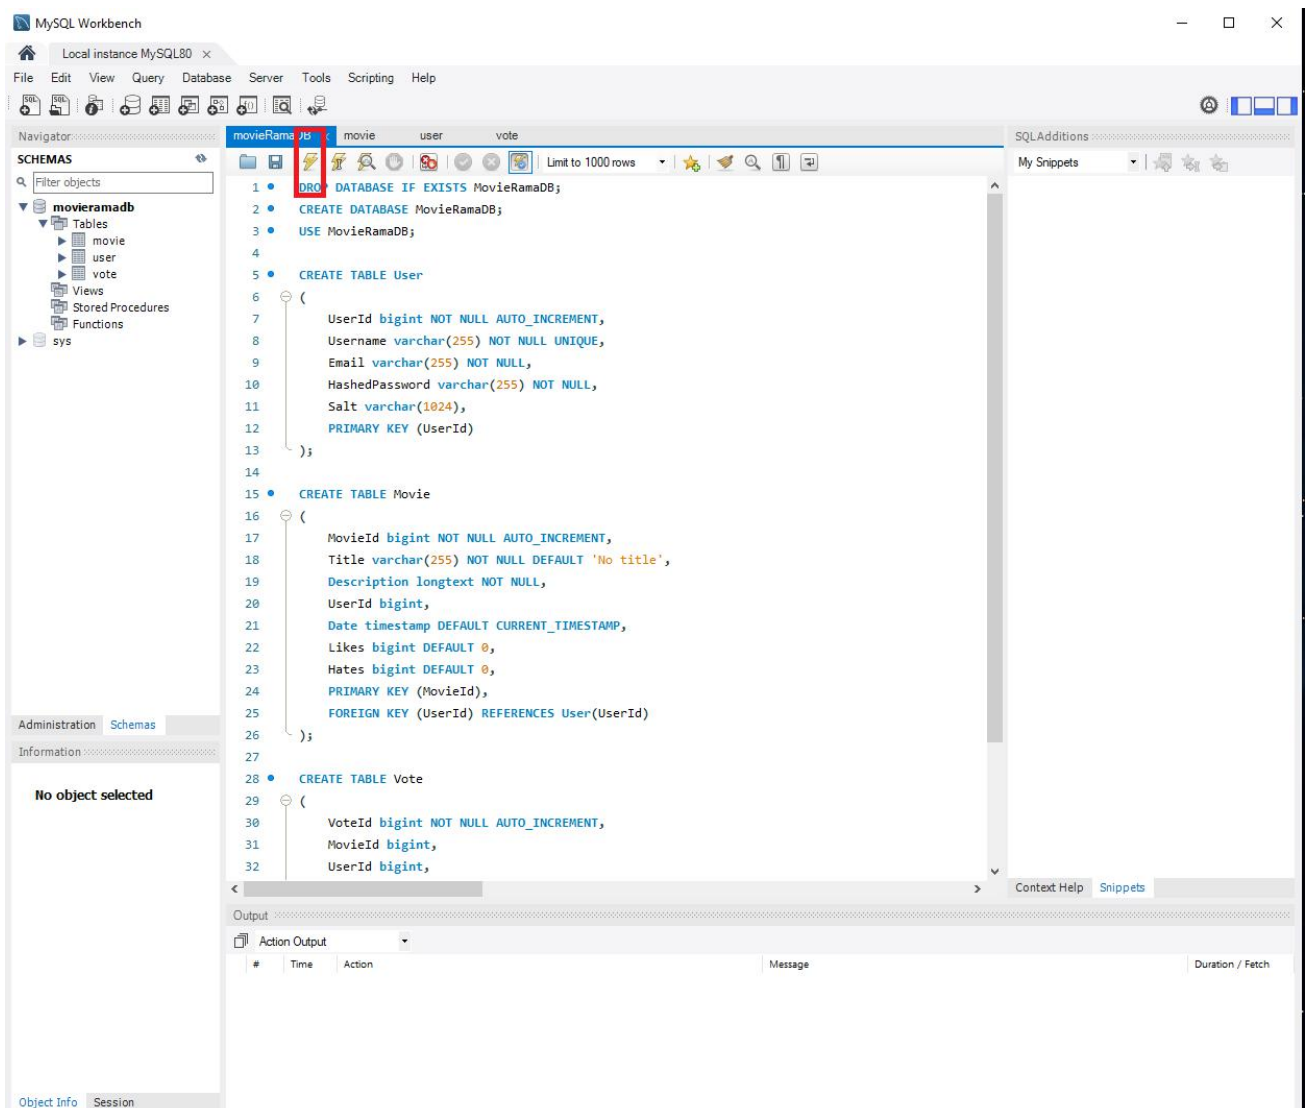 MySQL Workbench
Local instance MySQL80
File Edit View Query Database Server Tools Scripting Help
Navigator
SCHEMAS
Filter objects
movieramadb
Tables
movie
user
vote
Views
Stored Procedures
Functions
sys
Administration Schemas
Information
No object selected
Object Info Session
movieRamaDB movie user vote
Limit to 1000 rows
1 DROP DATABASE IF EXISTS MovieRamaDB;
2 CREATE DATABASE MovieRamaDB;
3 USE MovieRamaDB;
4
5 CREATE TABLE User
6 (
7 UserId bigint NOT NULL AUTO_INCREMENT,
8 Username varchar(255) NOT NULL UNIQUE,
9 Email varchar(255) NOT NULL,
10 HashedPassword varchar(255) NOT NULL,
11 Salt varchar(1024),
12 PRIMARY KEY (UserId)
13 );
14
15 CREATE TABLE Movie
16 (
17 MovieId bigint NOT NULL AUTO_INCREMENT,
18 Title varchar(255) NOT NULL DEFAULT 'No title',
19 Description longtext NOT NULL,
20 UserId bigint,
21 Date timestamp DEFAULT CURRENT_TIMESTAMP,
22 Likes bigint DEFAULT 0,
23 Hates bigint DEFAULT 0,
24 PRIMARY KEY (MovieId),
25 FOREIGN KEY (UserId) REFERENCES User(UserId)
26 );
27
28 CREATE TABLE Vote
29 (
30 VoteId bigint NOT NULL AUTO_INCREMENT,
31 MovieId bigint,
32 UserId bigint,
SQLAdditions
My Snippets
Context Help Snippets
Output
Action Output
# Time Action Message Duration / Fetch